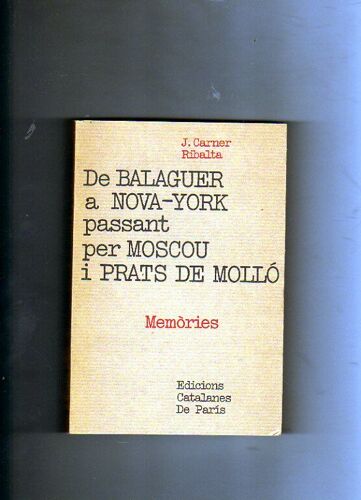 J. Carner
Ribalta
De BALAGUER
a NOVA-YORK
passant
per MOSCOU
i PRATS DE MOLLÓ
Memòries
Edicions
Catalanes
De París